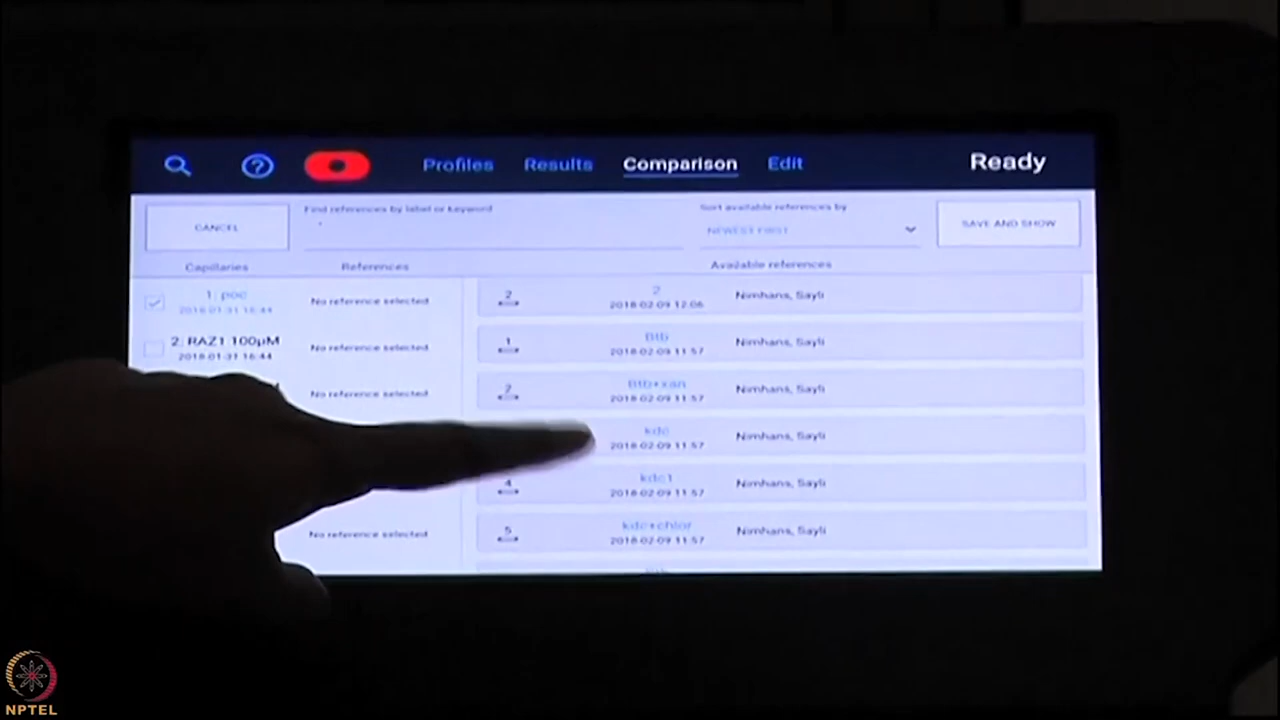 Profiles Results Comparison Edit Ready
CANCEL
Find references by label or keyword
Sort available references by
NEWEST FIRST
SAVE AND SHOW
Capillaries References Available references
1: poc
2018-01-31 16:44
No reference selected
2: RAZ1 100µM
2018-01-31 16:44
No reference selected
No reference selected
No reference selected
2
2
2018-02-09 12:06
Nimhans, Sayli
1
Btb
2018-02-09 11:57
Nimhans, Sayli
2
Btb+xan
2018-02-09 11:57
Nimhans, Sayli
kdc
2018-02-09 11:57
Nimhans, Sayli
4
kdc1
2018-02-09 11:57
Nimhans, Sayli
5
kdc+chlor
2018-02-09 11:57
Nimhans, Sayli
NPTEL